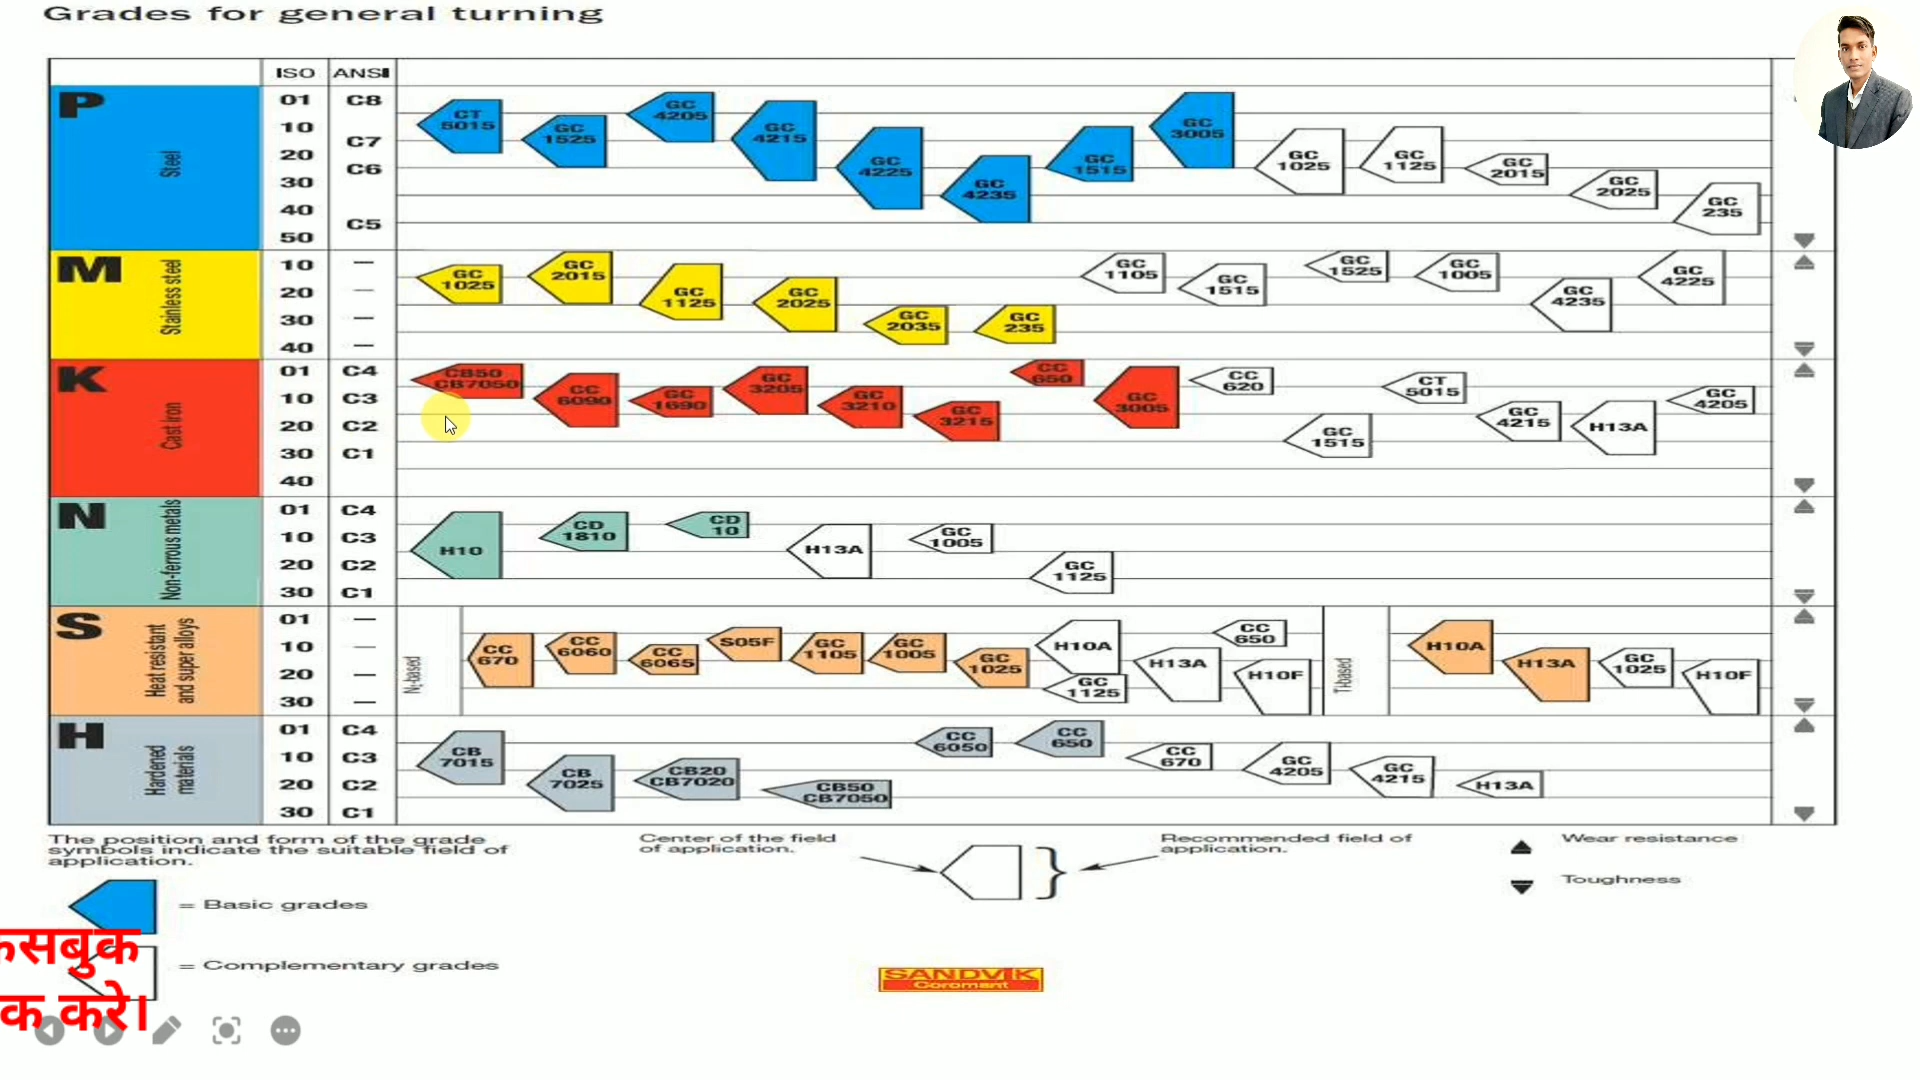 Grades for general turning
ISO ANSI
P
Steel
01 C8
10
C7
20
C6
30
40
C5
50
CT 5015
GC 1525
GC 4205
GC 4215
GC 4225
GC 4235
GC 1515
GC 3005
GC 1025
GC 1125
GC 2015
GC 2025
GC 235
M
Stainless steel
10 —
20 —
30 —
40 —
GC 1025
GC 2015
GC 1125
GC 2025
GC 2035
GC 235
GC 1105
GC 1515
GC 1525
GC 1005
GC 4235
GC 4225
K
Cast iron
01 C4
10 C3
20 C2
30 C1
40
CB50 CB7050
CC 6090
GC 1690
GC 3205
GC 3210
GC 3215
CC 650
GC 3005
CC 620
GC 1515
CT 5015
GC 4215
H13A
GC 4205
N
Non-ferrous metals
01 C4
10 C3
20 C2
30 C1
H10
CD 1810
CD 10
H13A
GC 1005
GC 1125
S
Heat resistant
and super alloys
01 —
10 —
20 —
30 —
CC 670
CC 6060
CC 6065
S05F
GC 1105
GC 1005
GC 1025
H10A
GC 1125
H13A
CC 650
H10F
Ti-based
H10A
H13A
GC 1025
H10F
H
Hardened
materials
01 C4
10 C3
20 C2
30 C1
CB 7015
CB 7025
CB20 CB7020
CB50 CB7050
CC 6050
CC 650
CC 670
GC 4205
GC 4215
H13A
The position and form of the grade
symbols indicate the suitable field of
application.
Center of the field
of application.
Recommended field of
application.
Wear resistance
Toughness
= Basic grades
= Complementary grades
SANDVIK
Coromant
सबुक
क करे।